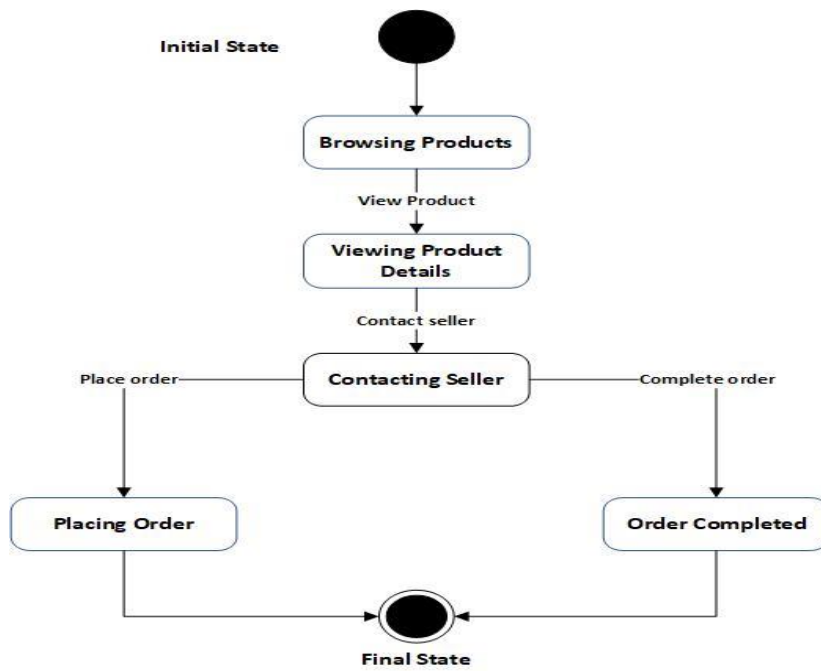 Initial State
Browsing Products
View Product
Viewing Product
Details
Contact seller
Place order
Contacting Seller
Complete order
Placing Order
Order Completed
Final State